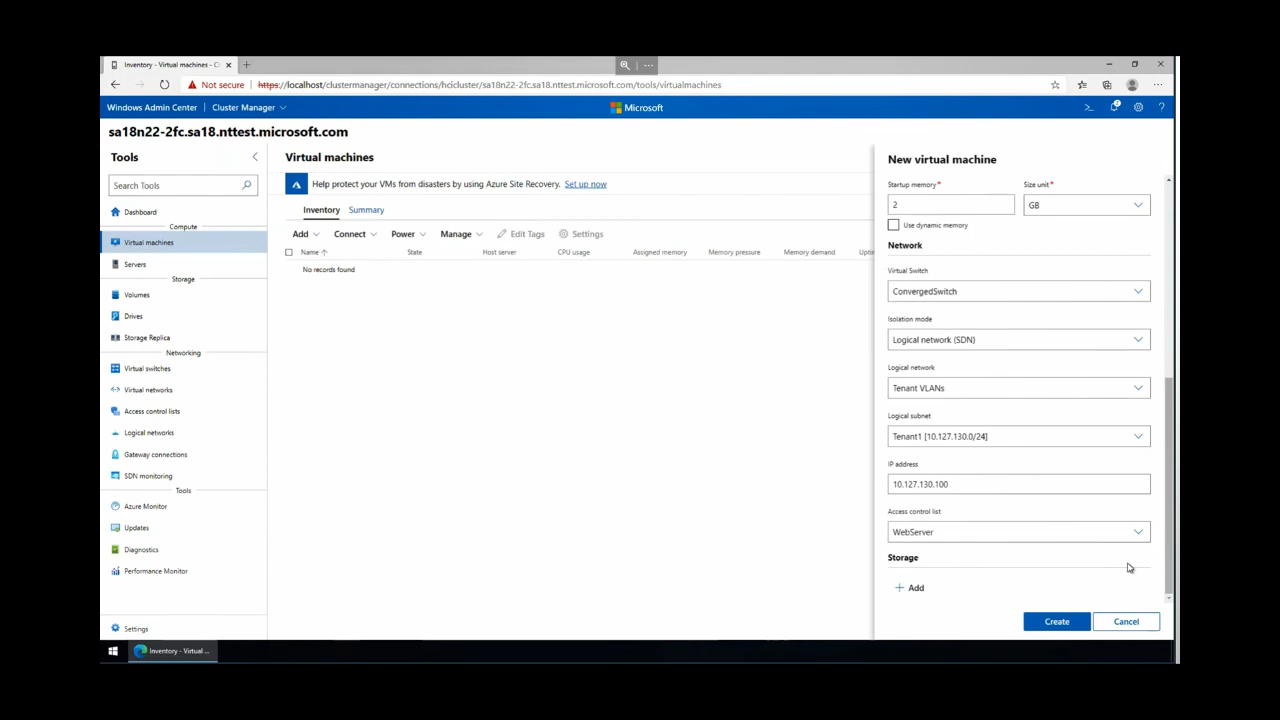 Inventory - Virtual machines - C
Not secure
https://localhost/clustermanager/connections/hcicluster/sa18n22-2fc.sa18.nttest.microsoft.com/tools/virtualmachines
Windows Admin Center
Cluster Manager
Microsoft
sa18n22-2fc.sa18.nttest.microsoft.com
Tools
Search Tools
Dashboard
Compute
Virtual machines
Servers
Storage
Volumes
Drives
Storage Replica
Networking
Virtual switches
Virtual networks
Access control lists
Logical networks
Gateway connections
SDN monitoring
Tools
Azure Monitor
Updates
Diagnostics
Performance Monitor
Settings
Virtual machines
Help protect your VMs from disasters by using Azure Site Recovery. Set up now
Inventory Summary
Add Connect Power Manage Edit Tags Settings
Name State Host server CPU usage Assigned memory Memory pressure Memory demand Uptim
No records found
New virtual machine
Startup memory* Size unit*
2 GB
Use dynamic memory
Network
Virtual Switch
ConvergedSwitch
Isolation mode
Logical network (SDN)
Logical network
Tenant VLANs
Logical subnet
Tenant1 [10.127.130.0/24]
IP address
10.127.130.100
Access control list
WebServer
Storage
+ Add
Create Cancel
Inventory - Virtual ...